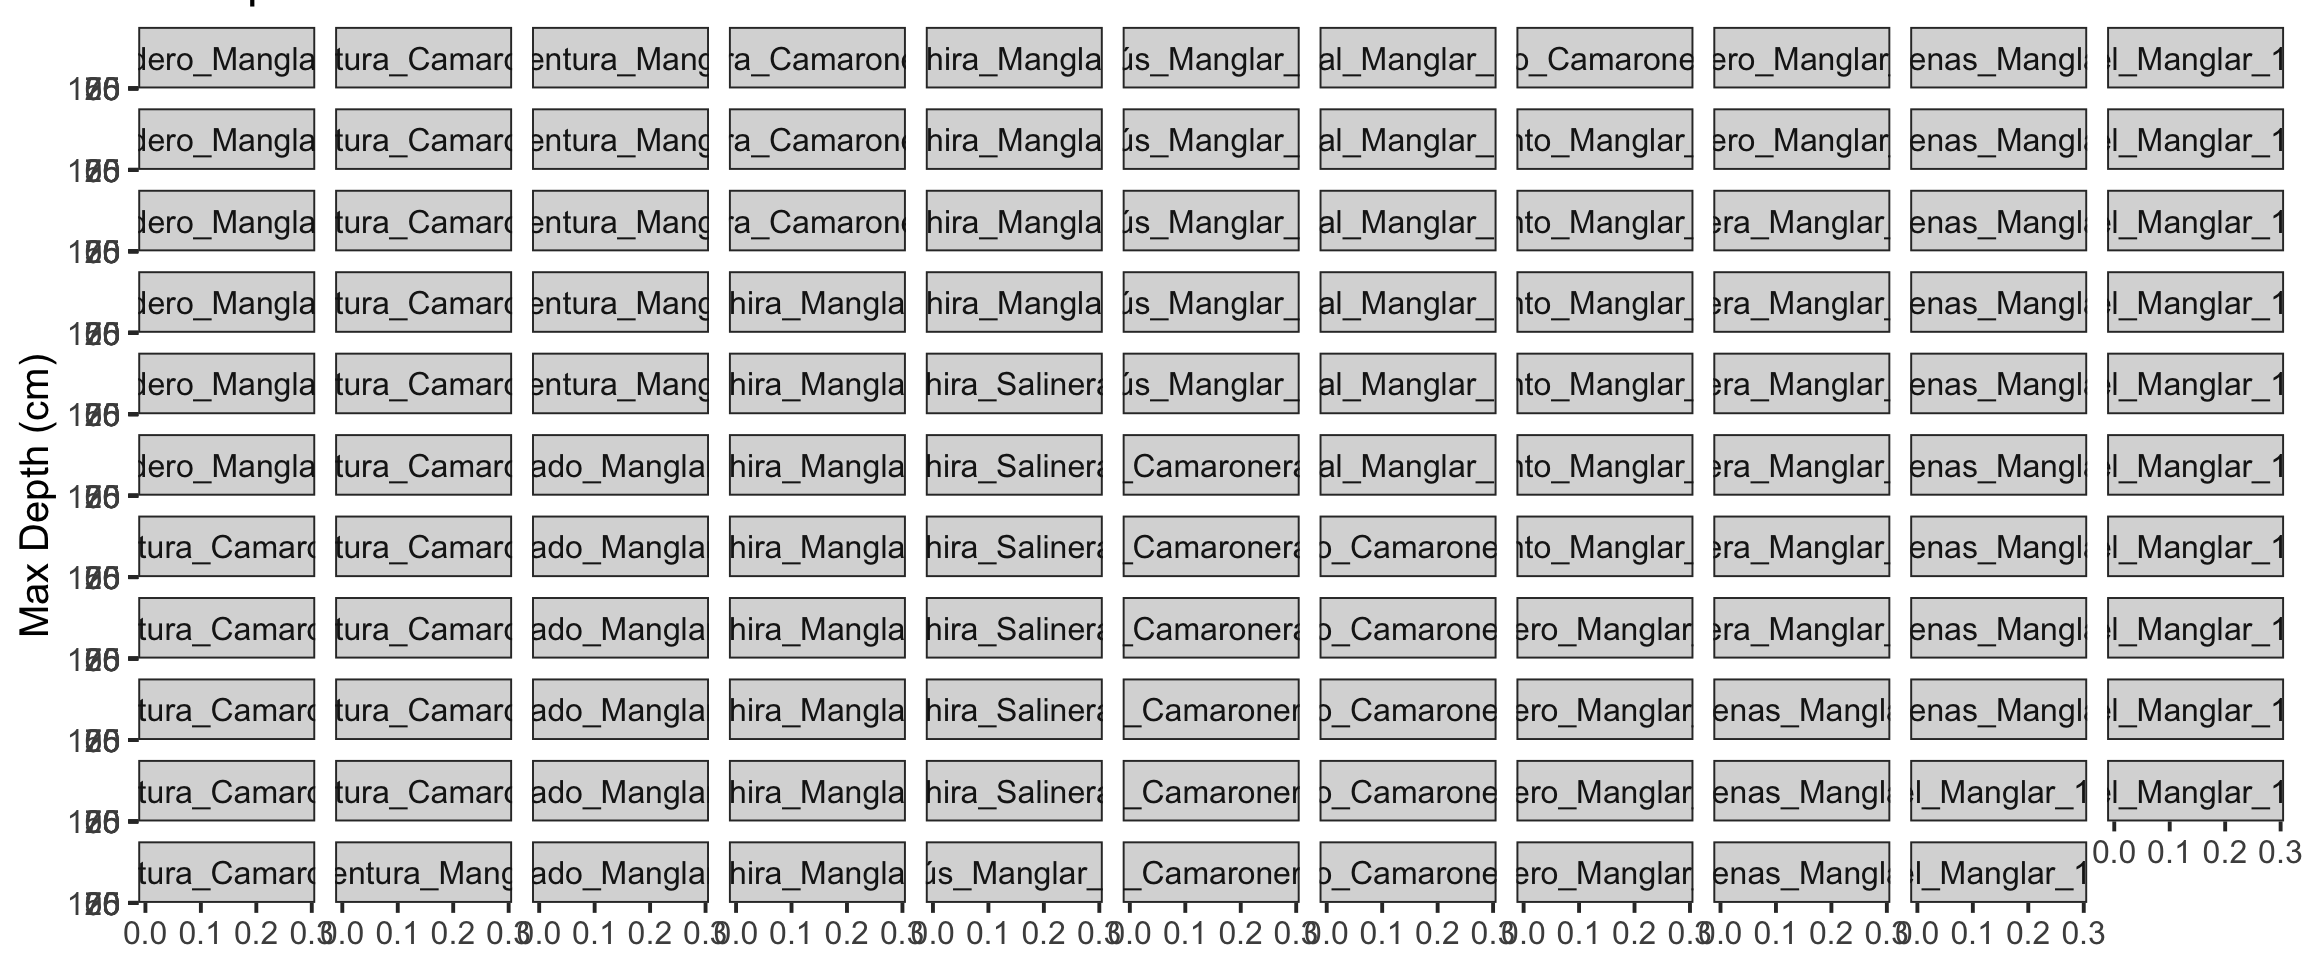 dero_Mangla tura_Camaro entura_Mang ra_Camarone hira_Mangla ús_Manglar_ al_Manglar_ o_Camarone ero_Manglar_ enas_Mangla el_Manglar_1
dero_Mangla tura_Camaro entura_Mang ra_Camarone hira_Mangla ús_Manglar_ al_Manglar_ nto_Manglar_ ero_Manglar_ enas_Mangla el_Manglar_1
dero_Mangla tura_Camaro entura_Mang ra_Camarone hira_Mangla ús_Manglar_ al_Manglar_ nto_Manglar_ era_Manglar_ enas_Mangla el_Manglar_1
dero_Mangla tura_Camaro entura_Mang hira_Mangla hira_Mangla ús_Manglar_ al_Manglar_ nto_Manglar_ era_Manglar_ enas_Mangla el_Manglar_1
dero_Mangla tura_Camaro entura_Mang hira_Mangla hira_Salinera ús_Manglar_ al_Manglar_ nto_Manglar_ era_Manglar_ enas_Mangla el_Manglar_1
dero_Mangla tura_Camaro ado_Mangla hira_Mangla hira_Salinera _Camaronera al_Manglar_ nto_Manglar_ era_Manglar_ enas_Mangla el_Manglar_1
tura_Camaro tura_Camaro ado_Mangla hira_Mangla hira_Salinera _Camaronera o_Camarone nto_Manglar_ era_Manglar_ enas_Mangla el_Manglar_1
tura_Camaro tura_Camaro ado_Mangla hira_Mangla hira_Salinera _Camaronera o_Camarone ero_Manglar_ era_Manglar_ enas_Mangla el_Manglar_1
tura_Camaro tura_Camaro ado_Mangla hira_Mangla hira_Salinera _Camaroner o_Camarone ero_Manglar_ enas_Mangla enas_Mangla el_Manglar_1
tura_Camaro tura_Camaro ado_Mangla hira_Mangla hira_Salinera _Camaroner o_Camarone ero_Manglar_ enas_Mangla el_Manglar_1 el_Manglar_1
0.0 0.1 0.2 0.3
tura_Camaro entura_Mang ado_Mangla hira_Mangla ús_Manglar_ _Camaroner o_Camarone ero_Manglar_ enas_Mangla el_Manglar_1
0.0 0.1 0.2 0.3 0.0 0.1 0.2 0.3 0.0 0.1 0.2 0.3 0.0 0.1 0.2 0.3 0.0 0.1 0.2 0.3 0.0 0.1 0.2 0.3 0.0 0.1 0.2 0.3 0.0 0.1 0.2 0.3 0.0 0.1 0.2 0.3 0.0 0.1 0.2 0.3
Max Depth (cm)